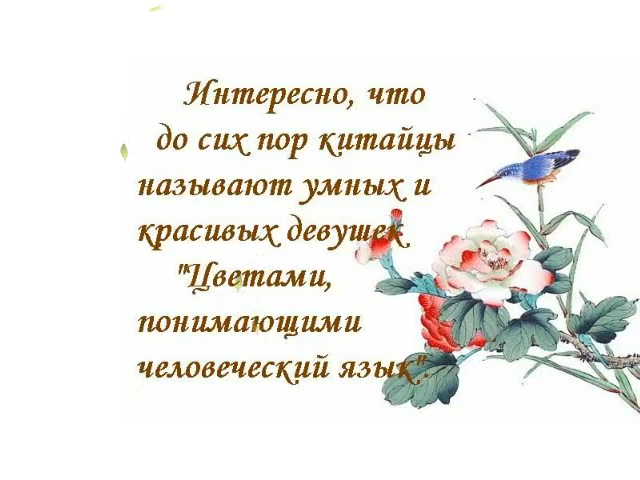 Интересно, что
до сих пор китайцы
называют умных и
красивых девушек
"Цветами,
понимающими
человеческий язык".